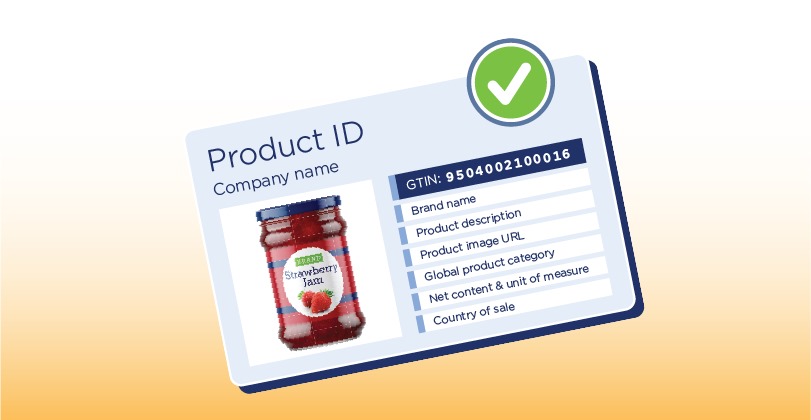 Product ID
Company name
BRAND
Strawberry
Jam
GTIN: 9504002100016
Brand name
Product description
Product image URL
Global product category
Net content & unit of measure
Country of sale